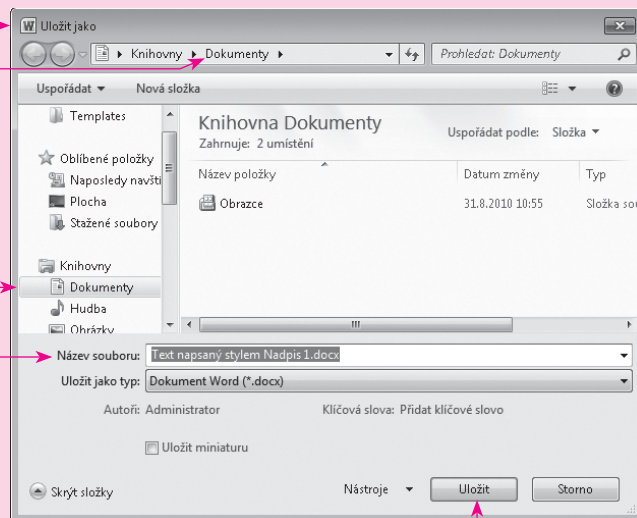 Uložit jako
Knihovny Dokumenty Prohledat: Dokumenty
Uspořádat Nová složka
Templates
Oblíbené položky
Naposledy navšti
Plocha
Stažené soubory
Knihovny
Dokumenty
Hudba
Obrázky
Knihovna Dokumenty
Zahrnuje: 2 umístění
Uspořádat podle: Složka
Název položky Datum změny Typ
Obrazce 31.8.2010 10:55 Složka sou
Název souboru: Text napsaný stylem Nadpis 1.docx
Uložit jako typ: Dokument Word (*.docx)
Autoři: Administrator Klíčová slova: Přidat klíčové slovo
Uložit miniaturu
Skrýt složky Nástroje Uložit Storno